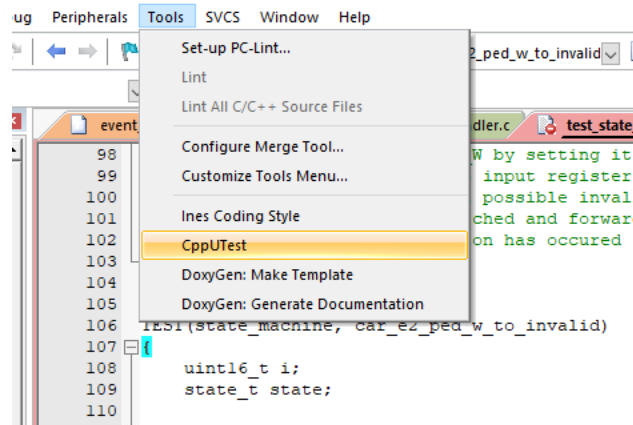 ug Peripherals Tools SVCS Window Help
Set-up PC-Lint...
2_ped_w_to_invalid
Lint
Lint All C/C++ Source Files
event_
dler.c
test_state_
Configure Merge Tool...
Customize Tools Menu...
Ines Coding Style
CppUTest
DoxyGen: Make Template
DoxyGen: Generate Documentation
98 W by setting it
99 input register
100 possible inval
101 ched and forward
102 on has occured
103
104
105
106 TEST(state_machine, car_e2_ped_w_to_invalid)
107 {
108 uint16_t i;
109 state_t state;
110